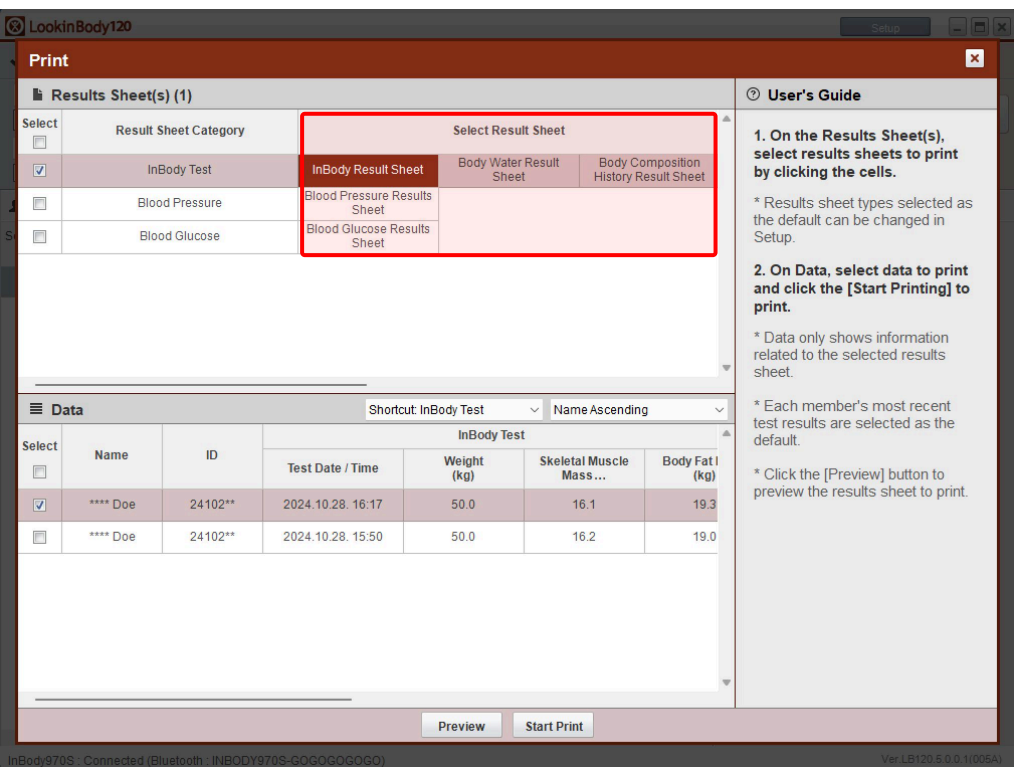 LookinBody120
Setup
Print
Results Sheet(s) (1)
Select
Result Sheet Category
Select Result Sheet
InBody Test
InBody Result Sheet
Body Water Result
Sheet
Body Composition
History Result Sheet
Blood Pressure
Blood Pressure Results
Sheet
Blood Glucose
Blood Glucose Results
Sheet
Data
Shortcut: InBody Test
Name Ascending
Select
Name
ID
InBody Test
Test Date / Time
Weight
(kg)
Skeletal Muscle
Mass...
Body Fat
(kg)
**** Doe
24102**
2024.10.28. 16:17
50.0
16.1
19.3
**** Doe
24102**
2024.10.28. 15:50
50.0
16.2
19.0
Preview
Start Print
User's Guide
1. On the Results Sheet(s),
select results sheets to print
by clicking the cells.
* Results sheet types selected as
the default can be changed in
Setup.
2. On Data, select data to print
and click the [Start Printing] to
print.
* Data only shows information
related to the selected results
sheet.
* Each member's most recent
test results are selected as the
default.
* Click the [Preview] button to
preview the results sheet to print.
InBody970S : Connected (Bluetooth : INBODY970S-GOGOGOGOGO)
Ver.LB120.5.0.0.1(005A)